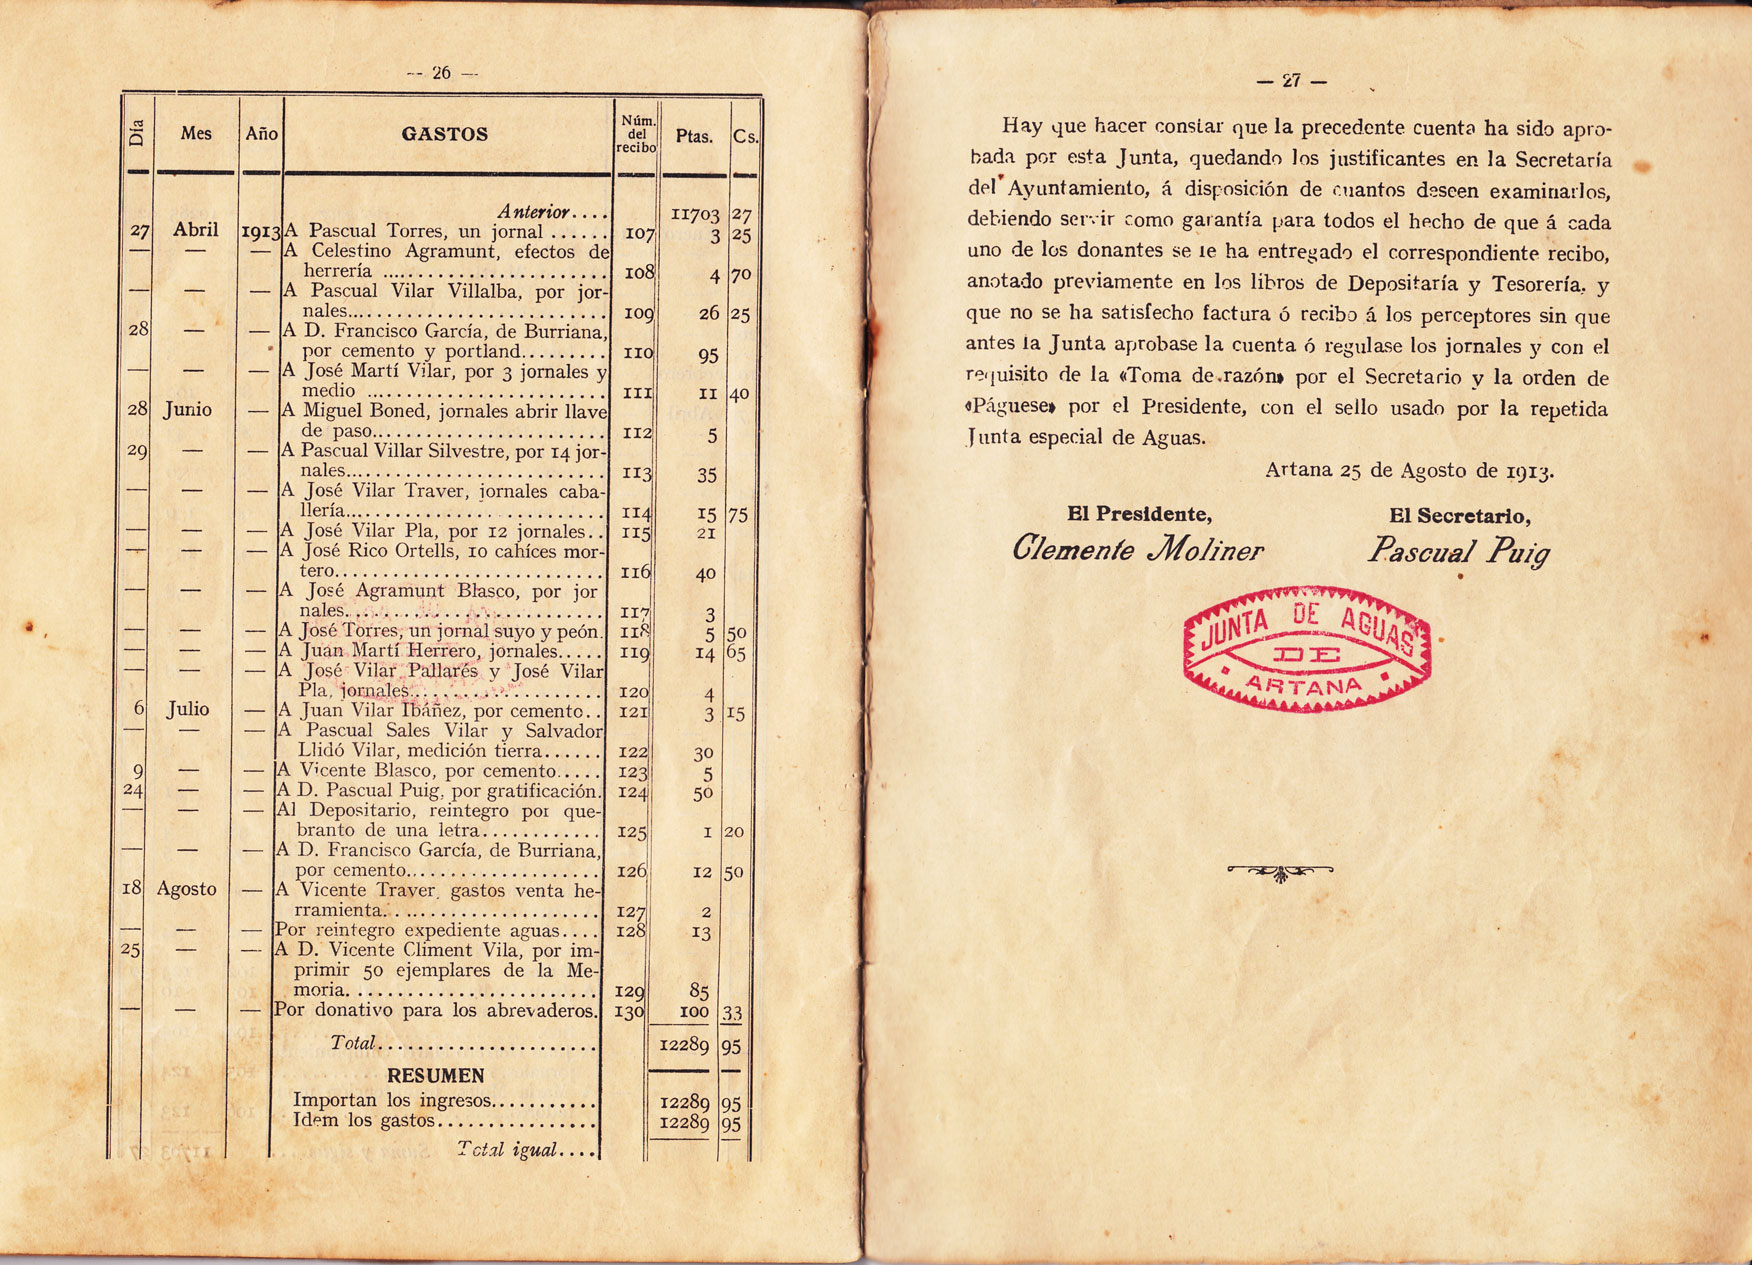 — 26 —
Día Mes Año GASTOS Núm. del recibo Ptas. Cs.
Anterior.... 11703 27
27 Abril 1913 A Pascual Torres, un jornal ...... 107 3 25
— — — A Celestino Agramunt, efectos de
herrería ....................... 108 4 70
— — — A Pascual Vilar Villalba, por jor-
nales.......................... 109 26 25
28 — — A D. Francisco García, de Burriana,
por cemento y portland......... 110 95
— — — A José Martí Vilar, por 3 jornales y
medio ......................... 111 11 40
28 Junio — A Miguel Boned, jornales abrir llave
de paso........................ 112 5
29 — — A Pascual Villar Silvestre, por 14 jor-
nales.......................... 113 35
— — — A José Vilar Traver, jornales caba-
llería.......................... 114 15 75
— — — A José Vilar Pla, por 12 jornales.. 115 21
— — — A José Rico Ortells, 10 cahíces mor-
tero........................... 116 40
— — — A José Agramunt Blasco, por jor
nales.......................... 117 3
— — — A José Torres, un jornal suyo y peón. 118 5 50
— — — A Juan Martí Herrero, jornales..... 119 14 65
— — — A José Vilar Pallarés y José Vilar
Pla, jornales................... 120 4
6 Julio — A Juan Vilar Ibáñez, por cemento.. 121 3 15
— — — A Pascual Sales Vilar y Salvador
Llidó Vilar, medición tierra...... 122 30
9 — — A Vicente Blasco, por cemento..... 123 5
24 — — A D. Pascual Puig, por gratificación. 124 50
— — — Al Depositario, reintegro por que-
branto de una letra............ 125 1 20
— — — A D. Francisco García, de Burriana,
por cemento................... 126 12 50
18 Agosto — A Vicente Traver, gastos venta he-
rramienta...................... 127 2
— — — Por reintegro expediente aguas.... 128 13
25 — — A D. Vicente Climent Vila, por im-
primir 50 ejemplares de la Me-
moria......................... 129 85
— — — Por donativo para los abrevaderos. 130 100 33
Total...................... 12289 95
RESUMEN
Importan los ingresos........... 12289 95
Idem los gastos................ 12289 95
Total igual....
— 27 —
Hay que hacer constar que la precedente cuenta ha sido apro-
bada por esta Junta, quedando los justificantes en la Secretaría
del Ayuntamiento, á disposición de cuantos deseen examinarlos,
debiendo servir como garantía para todos el hecho de que á cada
uno de los donantes se le ha entregado el correspondiente recibo,
anotado previamente en los libros de Depositaría y Tesorería, y
que no se ha satisfecho factura ó recibo á los perceptores sin que
antes la Junta aprobase la cuenta ó regulase los jornales y con el
requisito de la «Toma de razón» por el Secretario y la orden de
«Páguese» por el Presidente, con el sello usado por la repetida
Junta especial de Aguas.
Artana 25 de Agosto de 1913.
El Presidente, El Secretario,
Clemente Moliner Pascual Puig
JUNTA DE AGUAS
DE
ARTANA